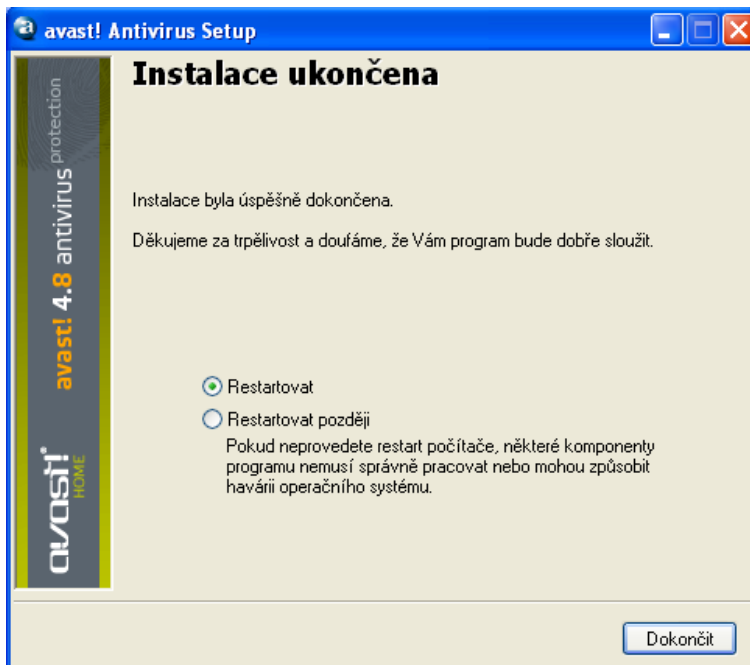 avast! Antivirus Setup
Instalace ukončena
Instalace byla úspěšně dokončena.
Děkujeme za trpělivost a doufáme, že Vám program bude dobře sloužit.
Restartovat
Restartovat později
Pokud neprovedete restart počítače, některé komponenty
programu nemusí správně pracovat nebo mohou způsobit
havárii operačního systému.
Dokončit
avast! 4.8 antivirus protection
avast!
HOME